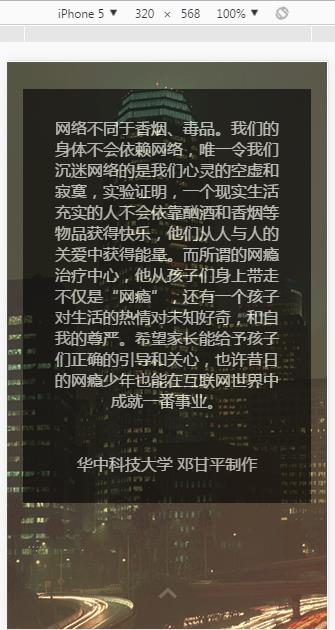 iPhone 5 ▼ 320 × 568 100% ▼
网络不同于香烟、毒品。我们的
身体不会依赖网络，唯一令我们
沉迷网络的是我们心灵的空虚和
寂寞，实验证明，一个现实生活
充实的人不会依靠酗酒和香烟等
物品获得快乐，他们从人与人的
关爱中获得能量。而所谓的网瘾
治疗中心，他从孩子们身上带走
不仅是“网瘾”，还有一个孩子
对生活的热情对未知好奇，和自
我的尊严。希望家长能给予孩子
们正确的引导和关心，也许昔日
的网瘾少年也能在互联网世界中
成就一番事业。
华中科技大学 邓甘平制作